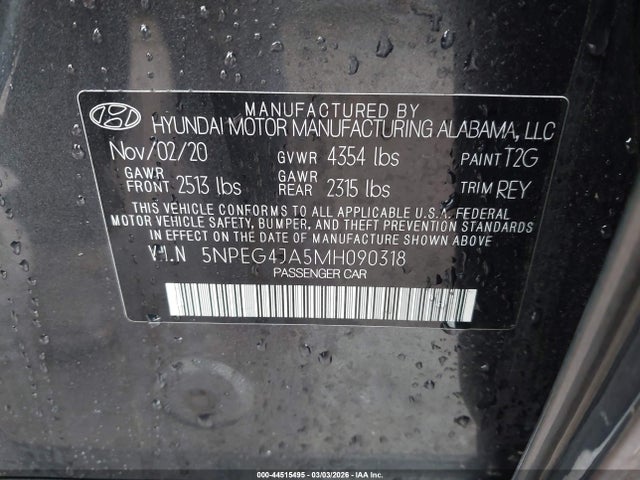 MANUFACTURED BY
HYUNDAI MOTOR MANUFACTURING ALABAMA, LLC
Nov/02/20 GVWR 4354 lbs PAINT T2G
GAWR FRONT 2513 lbs GAWR REAR 2315 lbs TRIM REY
THIS VEHICLE CONFORMS TO ALL APPLICABLE U.S.A. FEDERAL
MOTOR VEHICLE SAFETY, BUMPER, AND THEFT PREVENTION STANDARDS
IN EFFECT ON THE DATE OF MANUFACTURE SHOWN ABOVE
V.I.N 5NPEG4JA5MH090318
PASSENGER CAR
000-44515495 - 03/03/2026 - IAAI.com